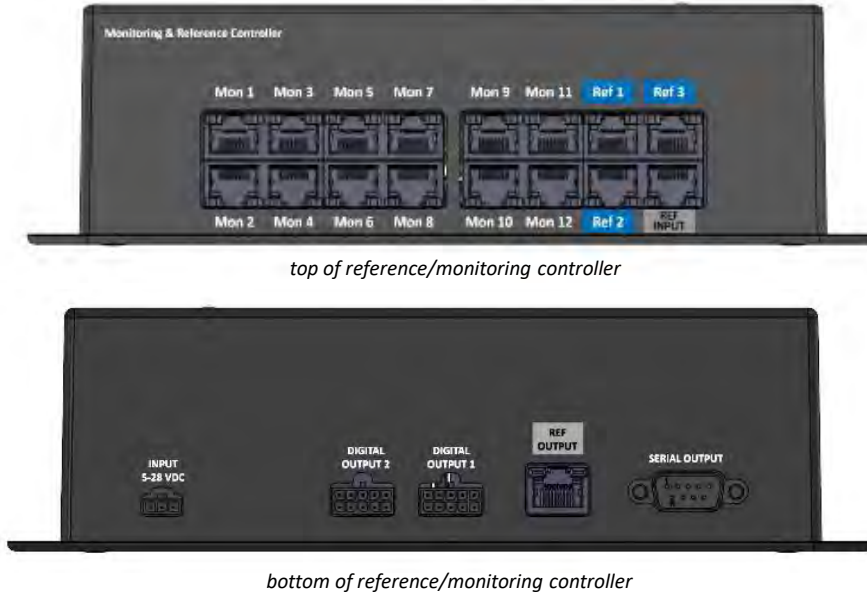 Monitoring & Reference Controller
Mon 1 Mon 3 Mon 5 Mon 7 Mon 9 Mon 11 Ref 1 Ref 3
Mon 2 Mon 4 Mon 6 Mon 8 Mon 10 Mon 12 Ref 2 REF
INPUT
top of reference/monitoring controller
REF
OUTPUT
DIGITAL DIGITAL SERIAL OUTPUT
INPUT OUTPUT 2 OUTPUT 1
5-28 VDC
bottom of reference/monitoring controller